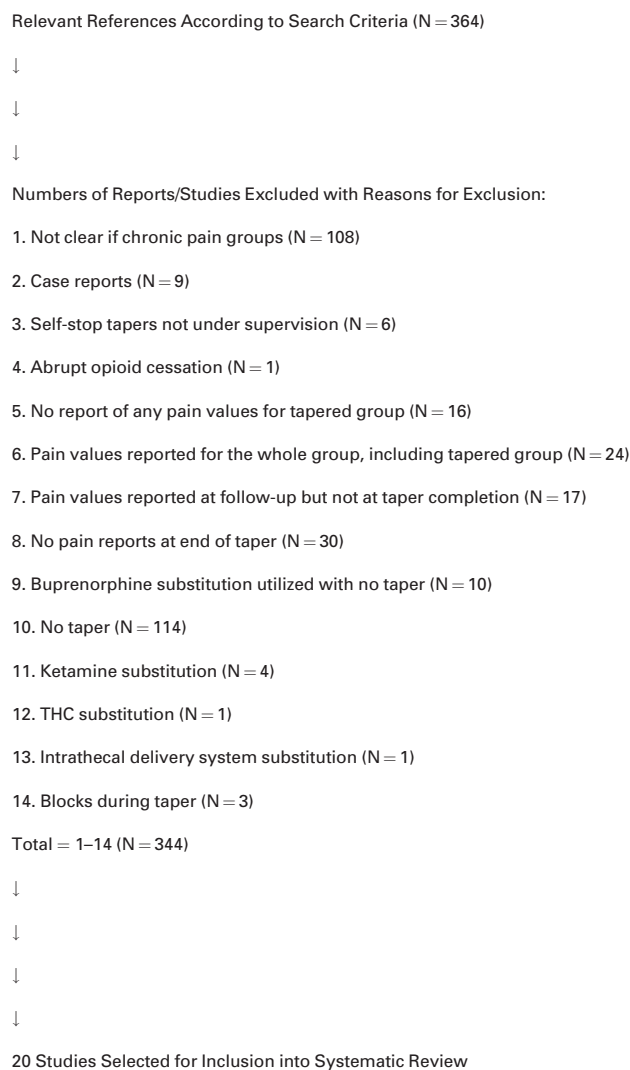 Relevant References According to Search Criteria (N = 364)
↓
↓
↓
Numbers of Reports/Studies Excluded with Reasons for Exclusion:
1. Not clear if chronic pain groups (N = 108)
2. Case reports (N = 9)
3. Self-stop tapers not under supervision (N = 6)
4. Abrupt opioid cessation (N = 1)
5. No report of any pain values for tapered group (N = 16)
6. Pain values reported for the whole group, including tapered group (N = 24)
7. Pain values reported at follow-up but not at taper completion (N = 17)
8. No pain reports at end of taper (N = 30)
9. Buprenorphine substitution utilized with no taper (N = 10)
10. No taper (N = 114)
11. Ketamine substitution (N = 4)
12. THC substitution (N = 1)
13. Intrathecal delivery system substitution (N = 1)
14. Blocks during taper (N = 3)
Total = 1–14 (N = 344)
↓
↓
↓
↓
20 Studies Selected for Inclusion into Systematic Review